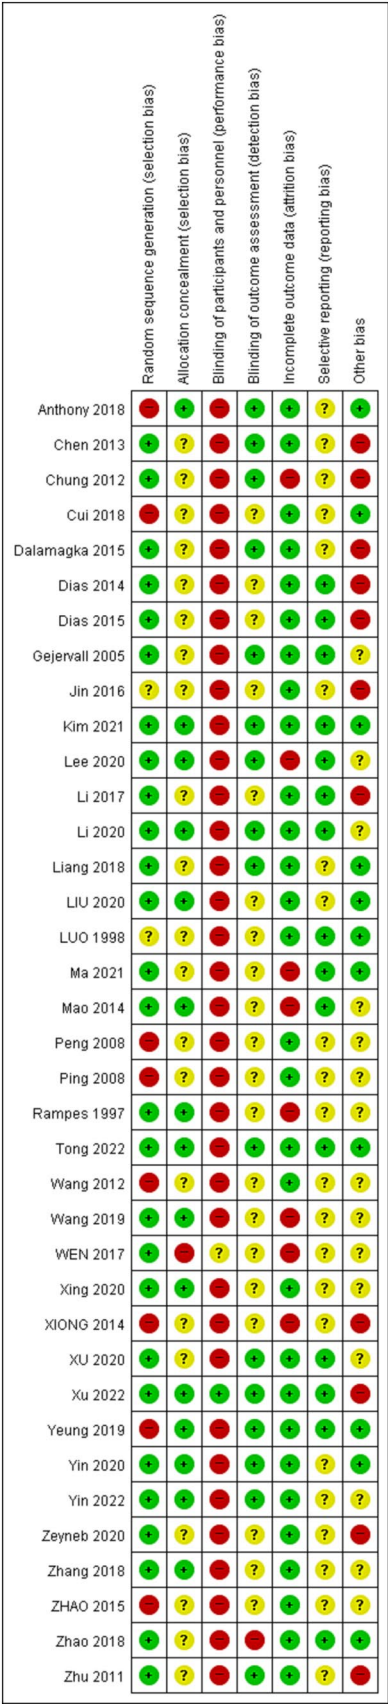 Random sequence generation (selection bias)
Allocation concealment (selection bias)
Blinding of participants and personnel (performance bias)
Blinding of outcome assessment (detection bias)
Incomplete outcome data (attrition bias)
Selective reporting (reporting bias)
Other bias
Anthony 2018 - + - + + ? +
Chen 2013 + ? - + + ? -
Chung 2012 + ? - + - ? -
Cui 2018 - ? - ? + ? +
Dalamagka 2015 + ? - + + ? -
Dias 2014 + ? - ? + + -
Dias 2015 + ? - ? + + -
Gejervall 2005 + ? - + + + ?
Jin 2016 ? ? - ? + ? -
Kim 2021 + + - + + + +
Lee 2020 + + - + - + ?
Li 2017 + ? - ? + + -
Li 2020 + + - + + + ?
Liang 2018 + ? - + + ? +
LIU 2020 + + - ? + ? +
LUO 1998 ? ? - ? + + +
Ma 2021 + ? - ? - + +
Mao 2014 + + - ? - + ?
Peng 2008 - ? - ? + ? ?
Ping 2008 - ? - ? + ? ?
Rampes 1997 + + - ? - ? ?
Tong 2022 + + - + + + +
Wang 2012 - ? - ? + ? ?
Wang 2019 + + - ? - ? ?
WEN 2017 + - ? ? - ? ?
Xing 2020 + + - ? + ? ?
XIONG 2014 - ? - ? - ? -
XU 2020 + ? - + + + ?
Xu 2022 + + + + + + -
Yeung 2019 - + - + + + +
Yin 2020 + + - + + ? +
Yin 2022 + + - + + ? ?
Zeyneb 2020 + ? - ? + ? -
Zhang 2018 + + - ? + ? ?
ZHAO 2015 - ? - ? + ? ?
Zhao 2018 + ? - - + + +
Zhu 2011 + ? - + + ? -